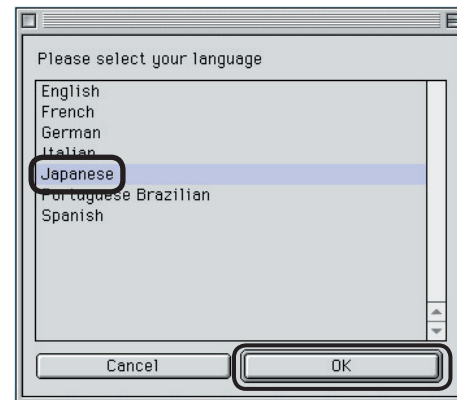 Please select your language
English
French
German
Italian
Japanese
Portuguese Brazilian
Spanish
Cancel
OK